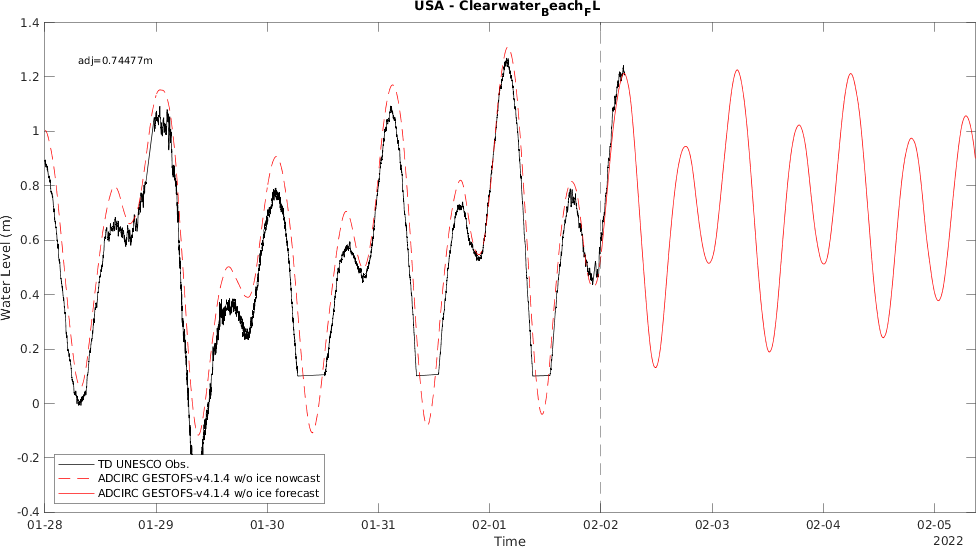 USA - Clearwater_Beach_FL
1.4
1.2
1
0.8
0.6
0.4
0.2
0
-0.2
-0.4
Water Level (m)
adj=0.74477m
TD UNESCO Obs.
ADCIRC GESTOFS-v4.1.4 w/o ice nowcast
ADCIRC GESTOFS-v4.1.4 w/o ice forecast
01-28 01-29 01-30 01-31 02-01 02-02 02-03 02-04 02-05
Time
2022